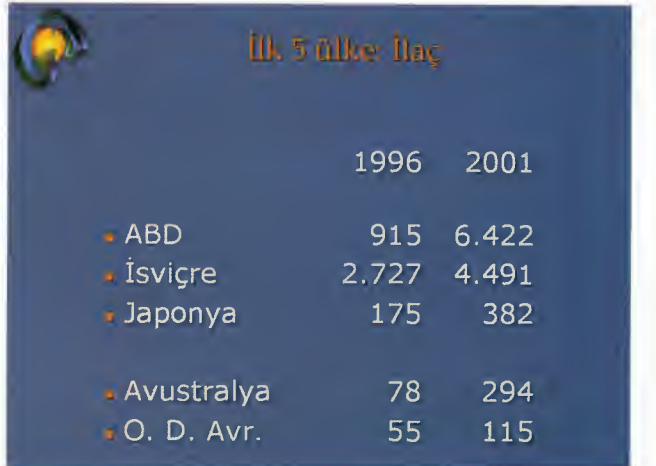 İlk 5 ülke: İlaç
1996 2001
ABD 915 6.422
İsviçre 2.727 4.491
Japonya 175 382
Avustralya 78 294
O. D. Avr. 55 115